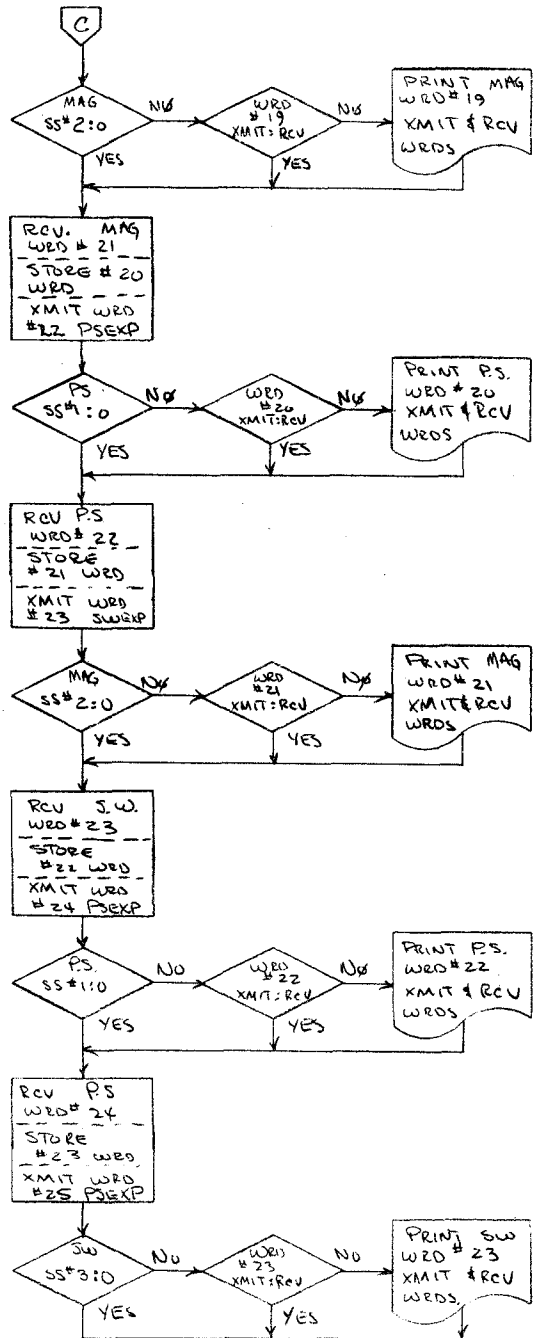 C
MAG
SS# 2:0
NØ
WRD
# 19
XMIT:RCV
NØ
PRINT MAG
WRD # 19
XMIT & RCV
WRDS
YES
YES
RCV. MAG
WRD # 21
STORE # 20
WRD
XMIT WRD
#22 PSEXP
PS
SS#1:0
NØ
WRD
#20
XMIT:RCV
NØ
PRINT P.S.
WRD # 20
XMIT & RCV
WRDS
YES
YES
RCV P.S
WRD # 22
STORE
# 21 WRD
XMIT WRD
#23 SWEXP
MAG
SS#2:0
NØ
WRD
#21
XMIT:RCV
NØ
PRINT MAG
WRD #21
XMIT & RCV
WRDS
YES
YES
RCV S.W.
WRD #23
STORE
#22 WRD
XMIT WRD
#24 PSEXP
P.S.
SS #1:0
NO
WRD
#22
XMIT:RCV
NØ
PRINT P.S.
WRD #22
XMIT & RCV
WRDS
YES
YES
RCV P.S
WRD # 24
STORE
#23 WRD
XMIT WRD
#25 PSEXP
SW
SS#3:0
NO
WRD
#23
XMIT:RCV
NO
PRINT SW
WRD # 23
XMIT & RCV
WRDS.
YES
YES